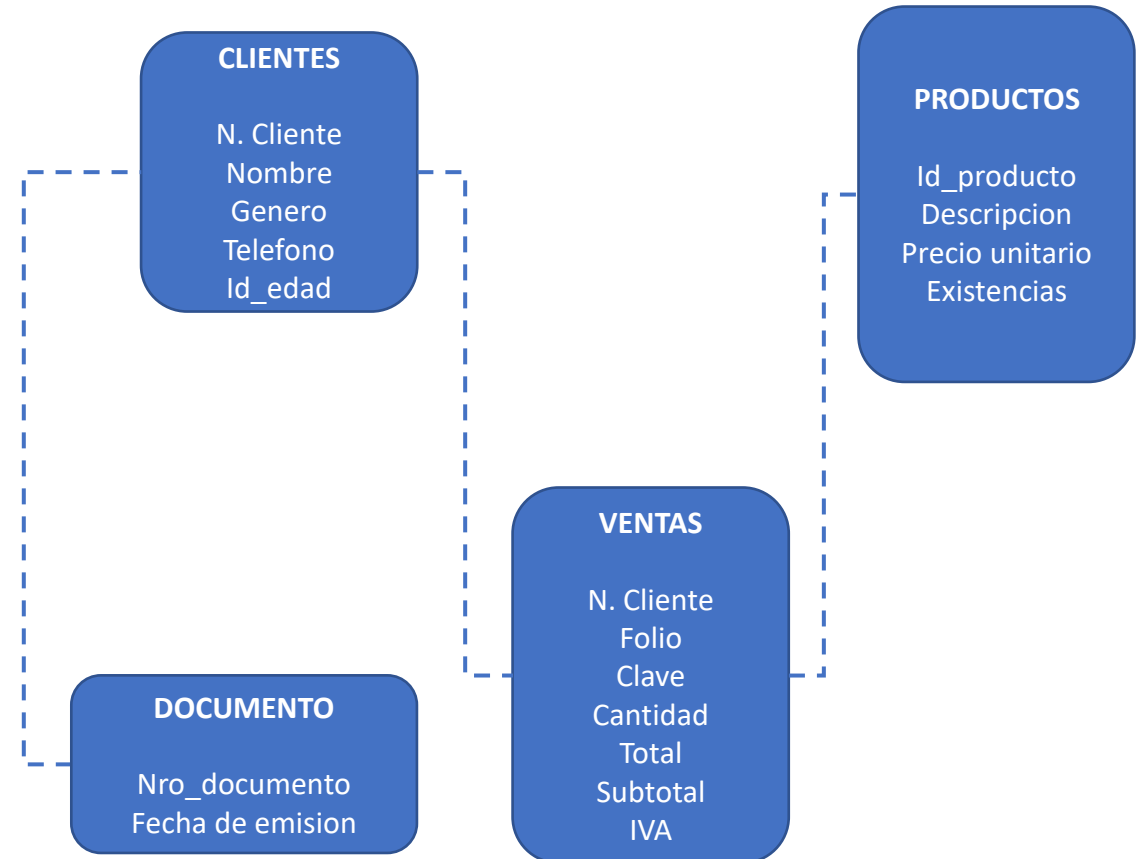 CLIENTES
N. Cliente
Nombre
Genero
Telefono
Id_edad
PRODUCTOS
Id_producto
Descripcion
Precio unitario
Existencias
VENTAS
N. Cliente
Folio
Clave
Cantidad
Total
Subtotal
IVA
DOCUMENTO
Nro_documento
Fecha de emision